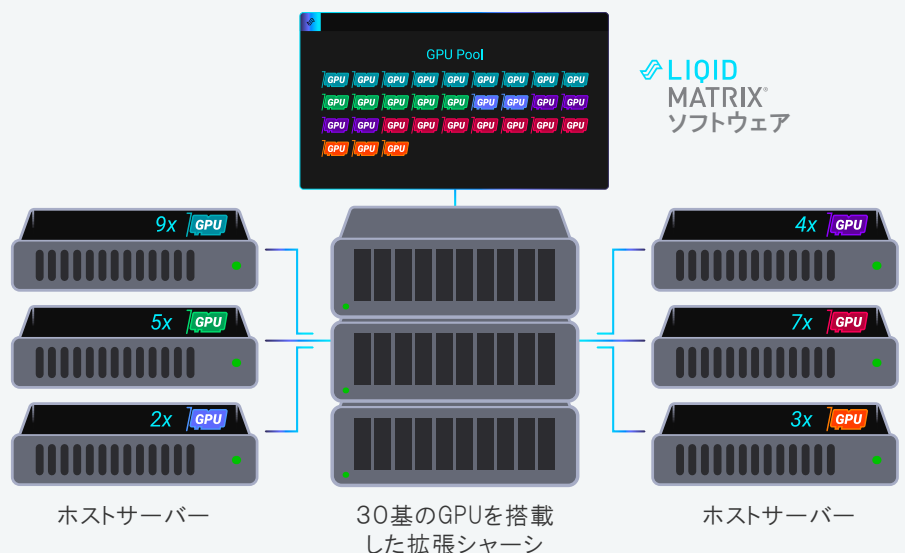 GPU Pool
GPU GPU GPU GPU GPU GPU GPU GPU GPU
GPU GPU GPU GPU GPU GPU GPU GPU GPU
GPU GPU GPU GPU GPU GPU GPU GPU GPU
GPU GPU GPU
LIQID
MATRIX®
ソフトウェア
9x GPU
5x GPU
2x GPU
ホストサーバー
30基のGPUを搭載
した拡張シャーシ
4x GPU
7x GPU
3x GPU
ホストサーバー